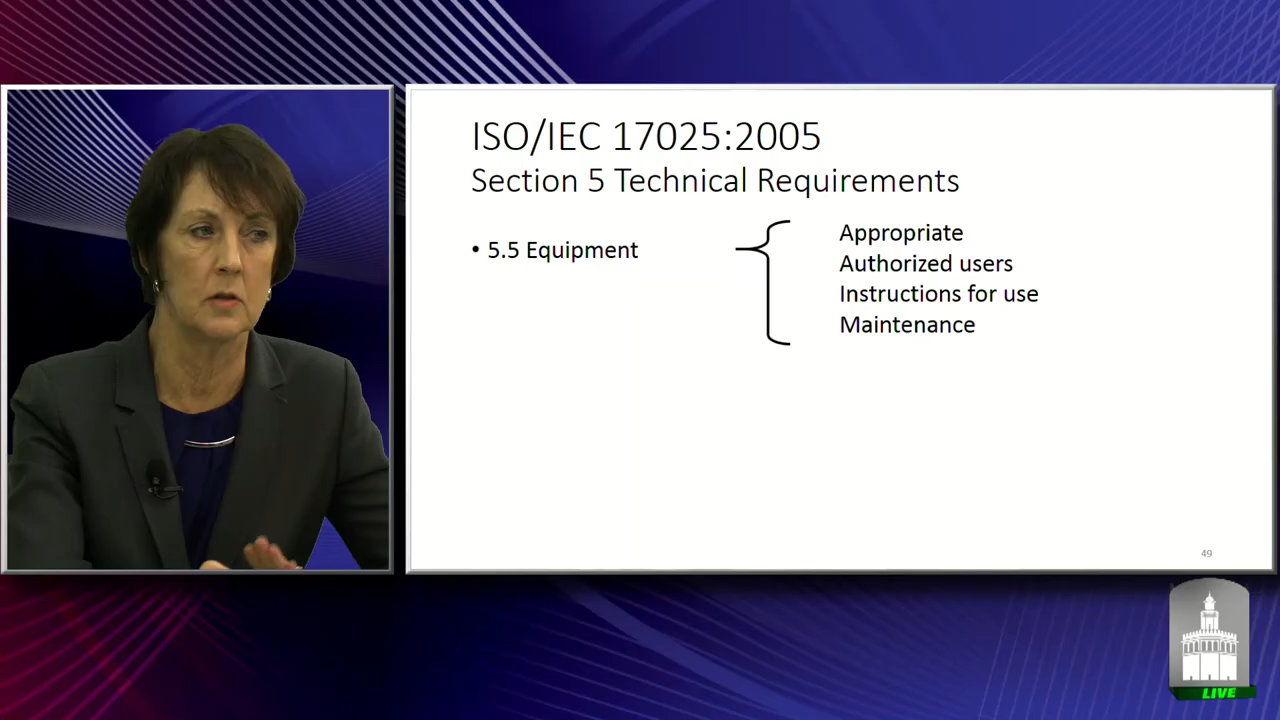 ISO/IEC 17025:2005
Section 5 Technical Requirements
• 5.5 Equipment
Appropriate
Authorized users
Instructions for use
Maintenance
49
LIVE